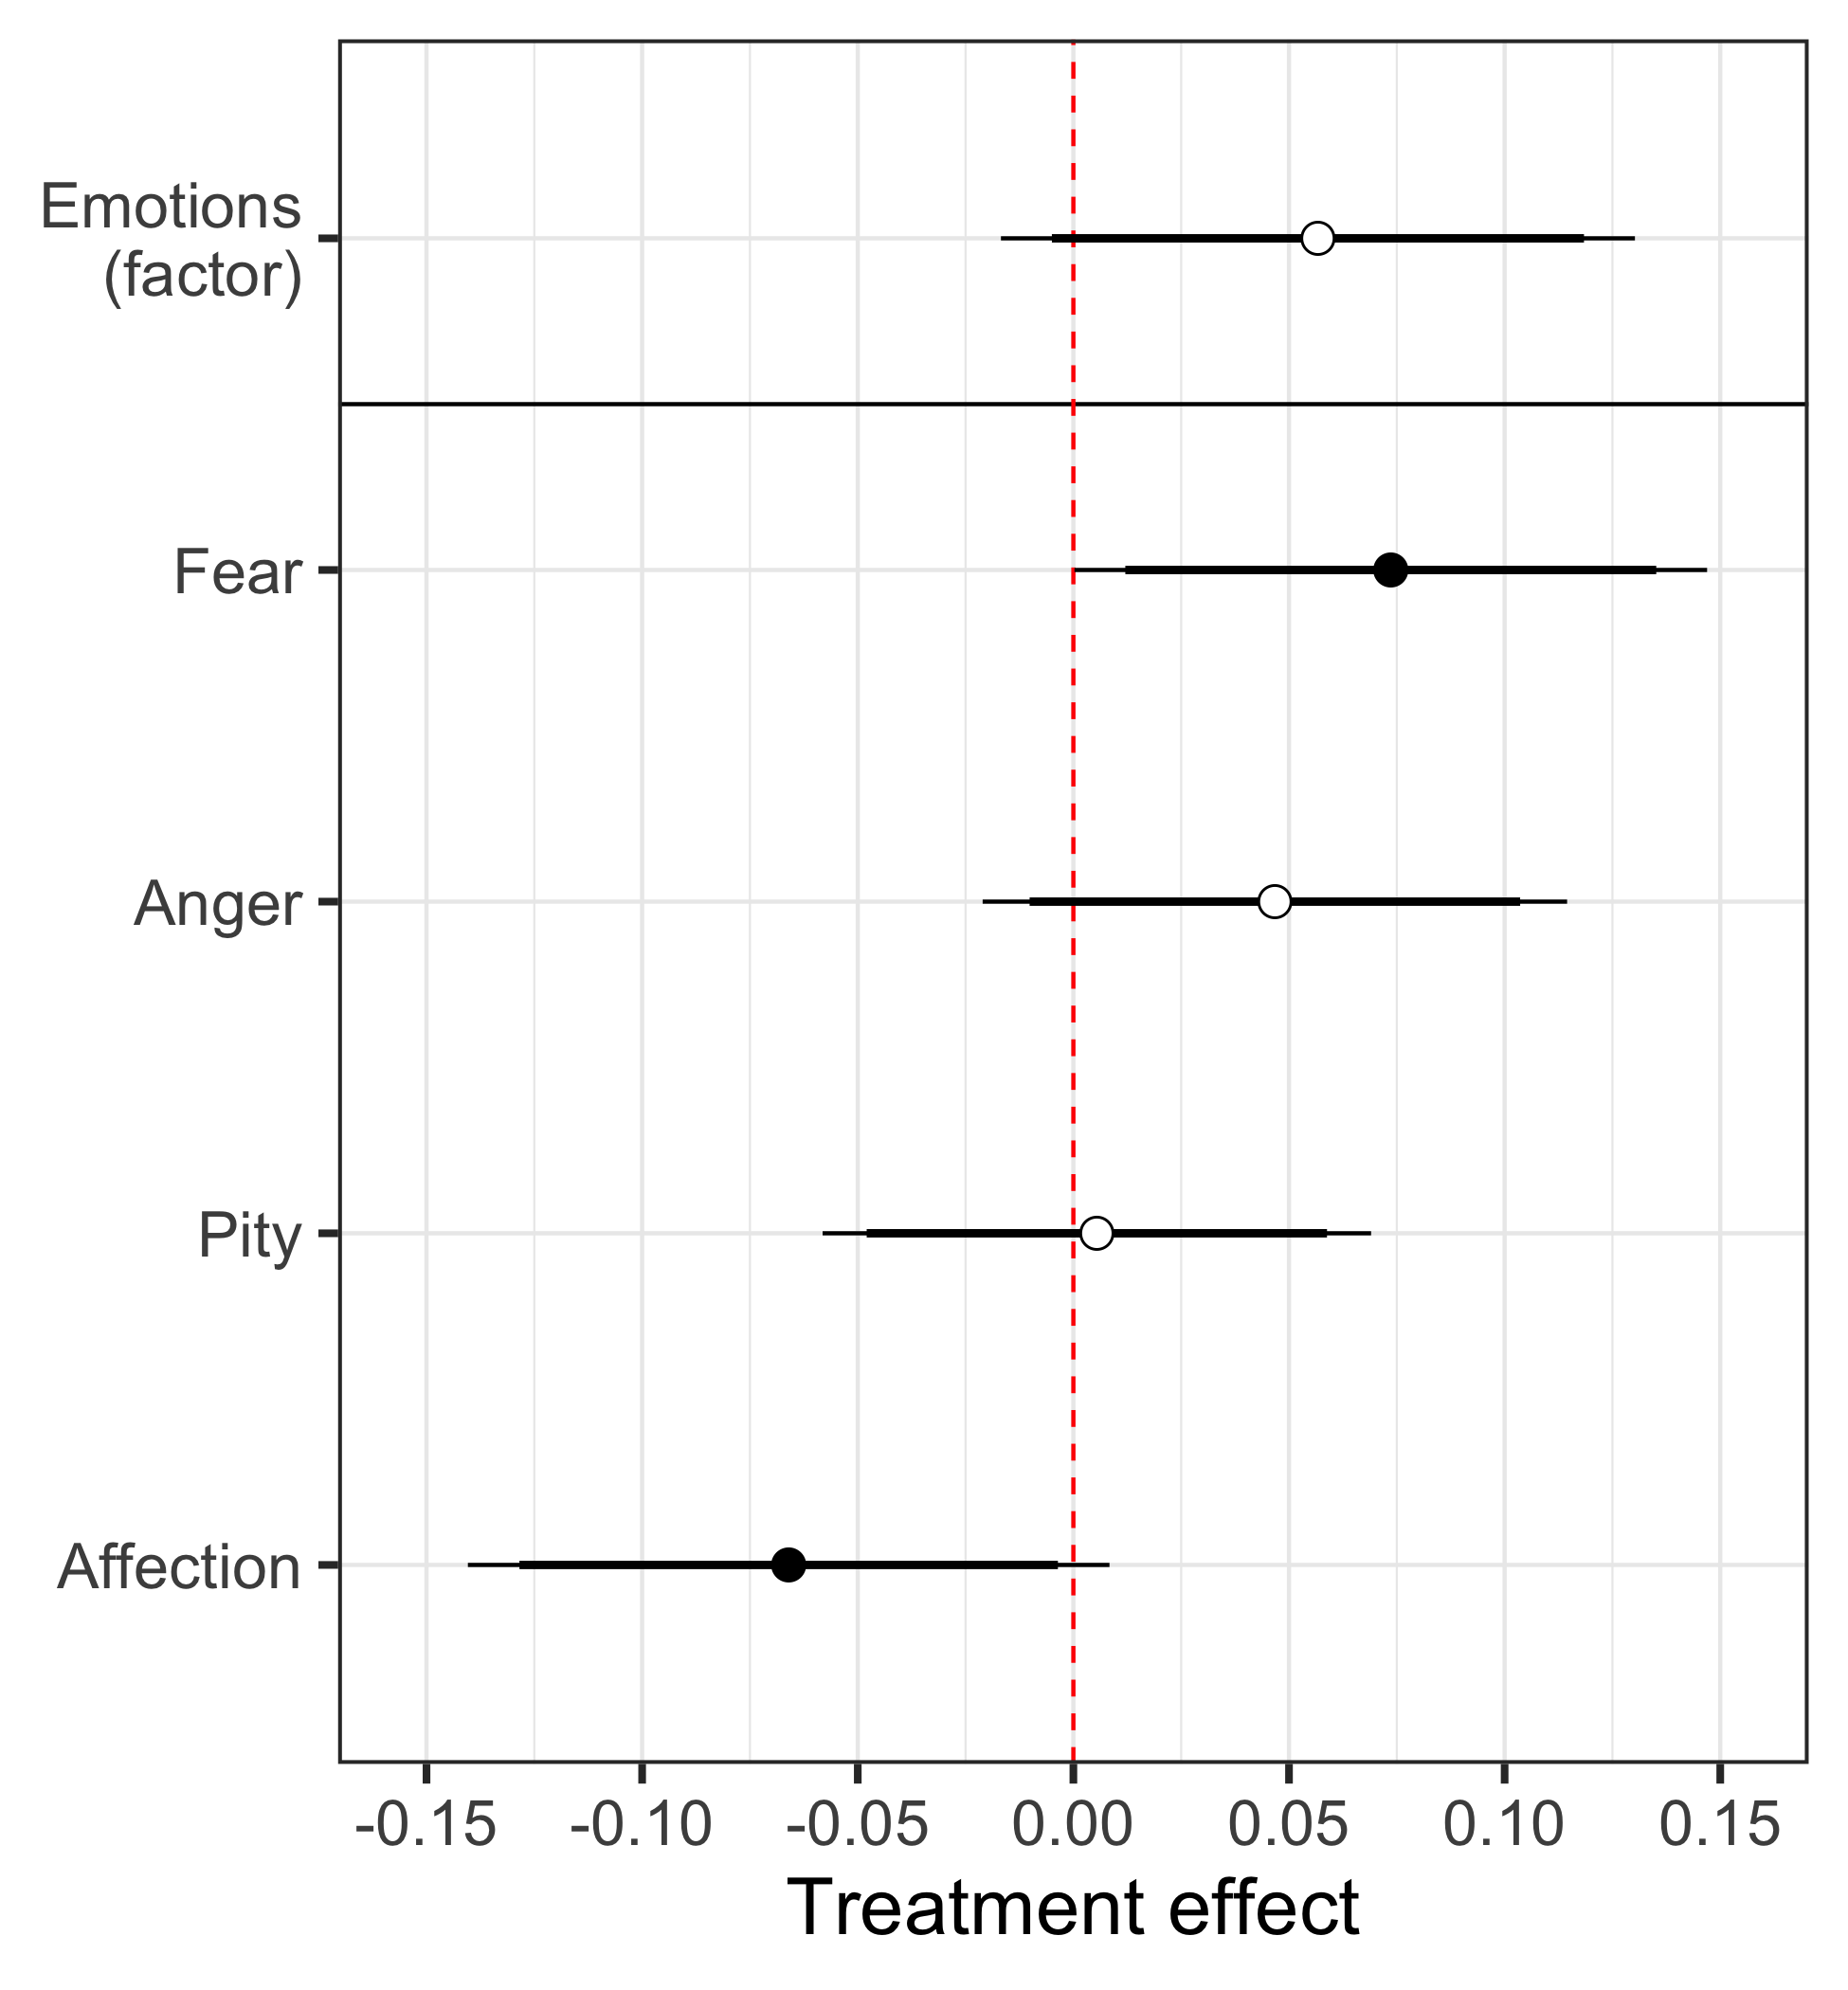 Emotions
(factor)
Fear
Anger
Pity
Affection
-0.15 -0.10 -0.05 0.00 0.05 0.10 0.15
Treatment effect